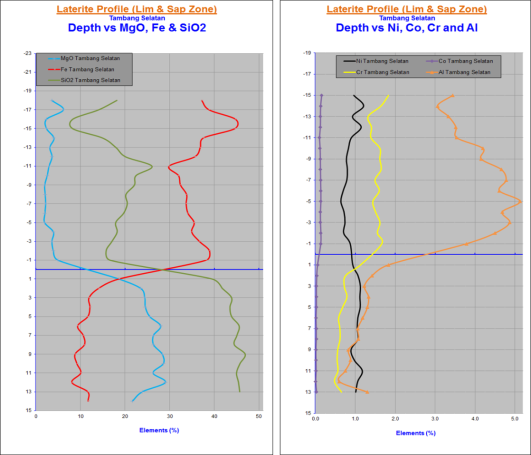 Laterite Profile (Lim & Sap Zone)
Tambang Selatan
Depth vs MgO, Fe & SiO2
-23
-21
-19
-17
-15
-13
-11
-9
-7
-5
-3
-1
1
3
5
7
9
11
13
15
MgO Tambang Selatan
Fe Tambang Selatan
SiO2 Tambang Selatan
0 10 20 30 40 50
Elements (%)
Laterite Profile (Lim & Sap Zone)
Tambang Selatan
Depth vs Ni, Co, Cr and Al
-19
-17
-15
-13
-11
-9
-7
-5
-3
-1
1
3
5
7
9
11
13
15
Ni Tambang Selatan Co Tambang Selatan
Cr Tambang Selatan Al Tambang Selatan
0.0 1.0 2.0 3.0 4.0 5.0
Elements (%)